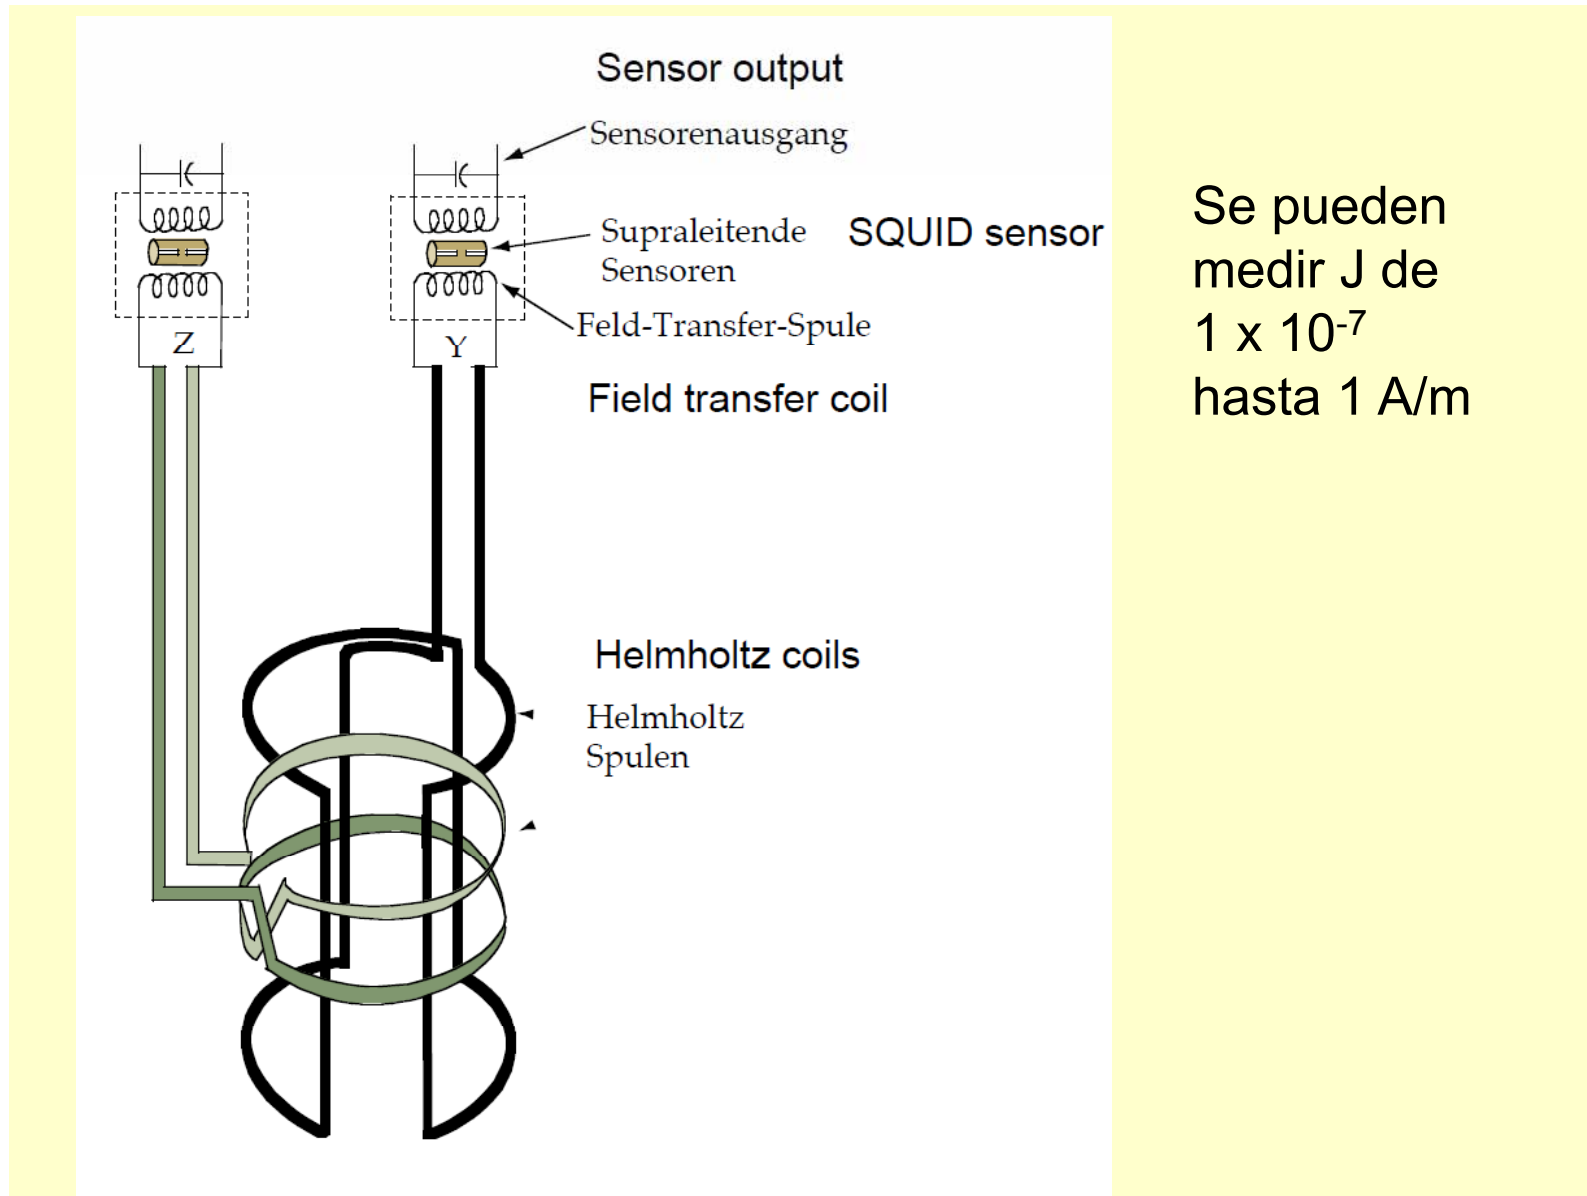 Sensor output
Sensorenausgang
Supraleitende
Sensoren
SQUID sensor
Feld-Transfer-Spule
Z
Y
Field transfer coil
Helmholtz coils
Helmholtz
Spulen
Se pueden
medir J de
1 x 10⁻⁷
hasta 1 A/m